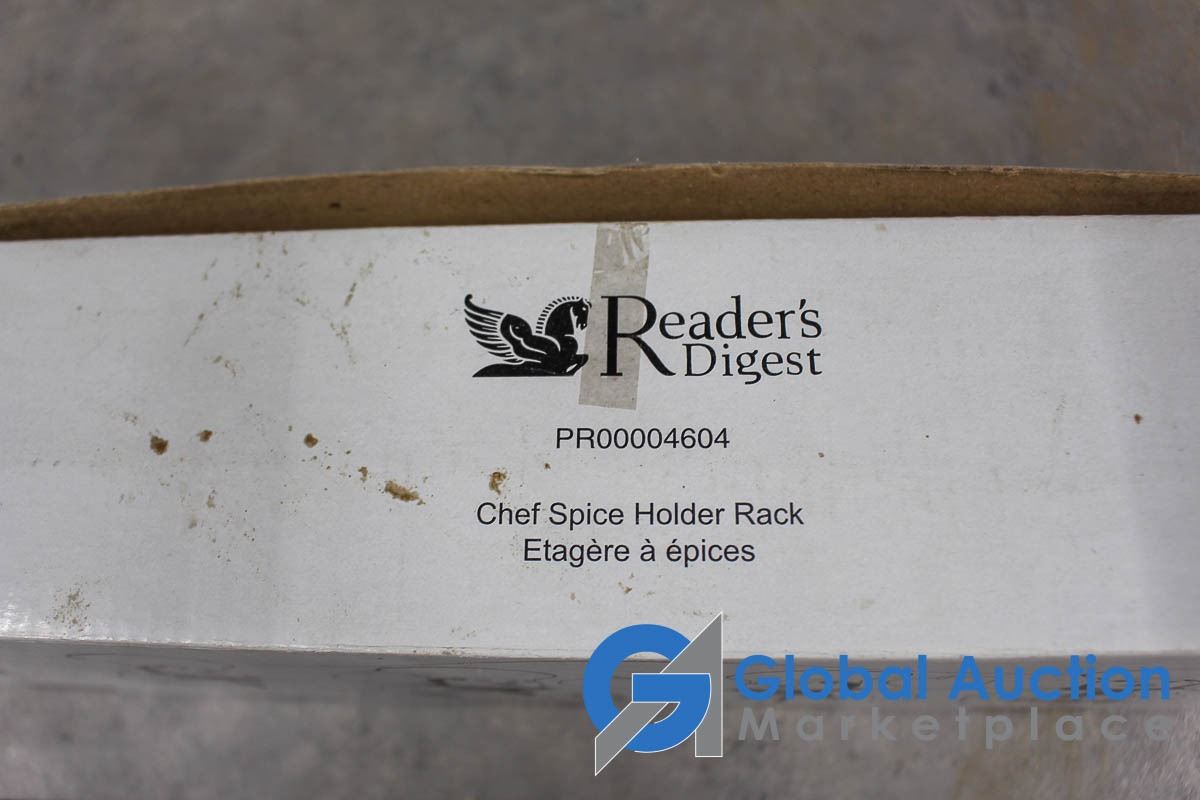 Reader's
Digest
PR00004604
Chef Spice Holder Rack
Etagère à épices
Global Auction
Marketplace